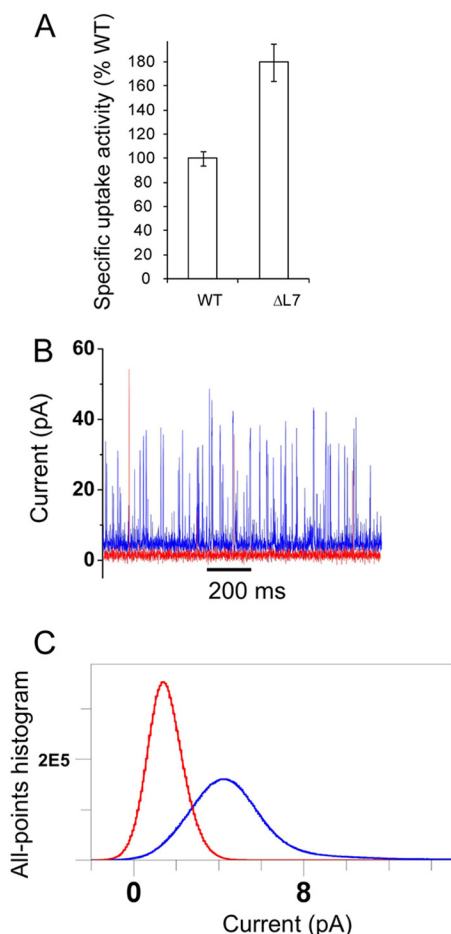 A
Specific uptake activity (% WT)
180
160
140
120
100
80
60
40
20
0
WT ΔL7
B
Current (pA)
60
40
20
0
200 ms
C
All-points histogram
2E5
0 8
Current (pA)